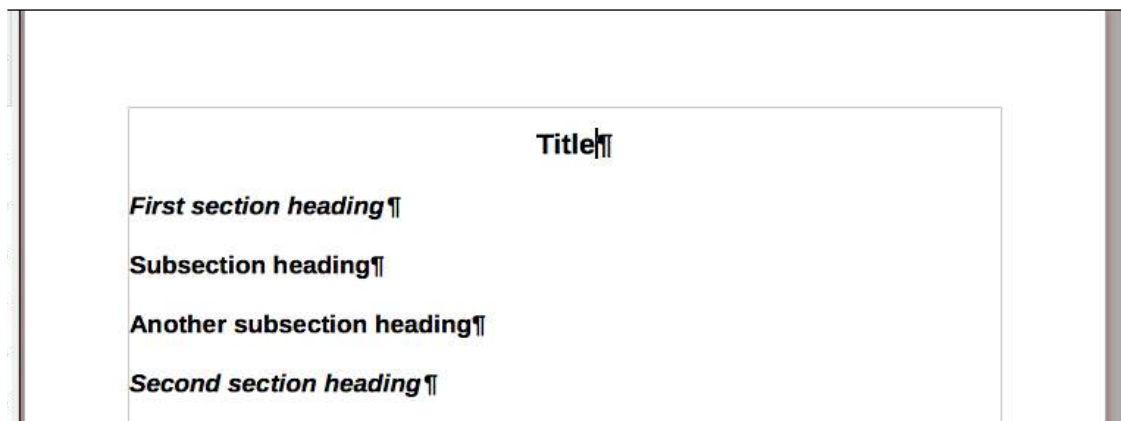 Title¶
First section heading¶
Subsection heading¶
Another subsection heading¶
Second section heading¶